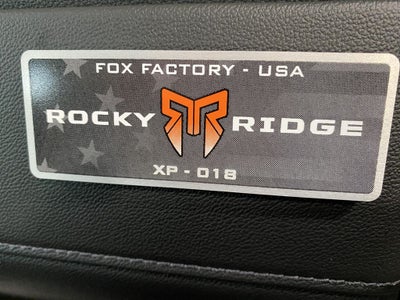 FOX FACTORY - USA
ROCKY RIDGE
XP - 018